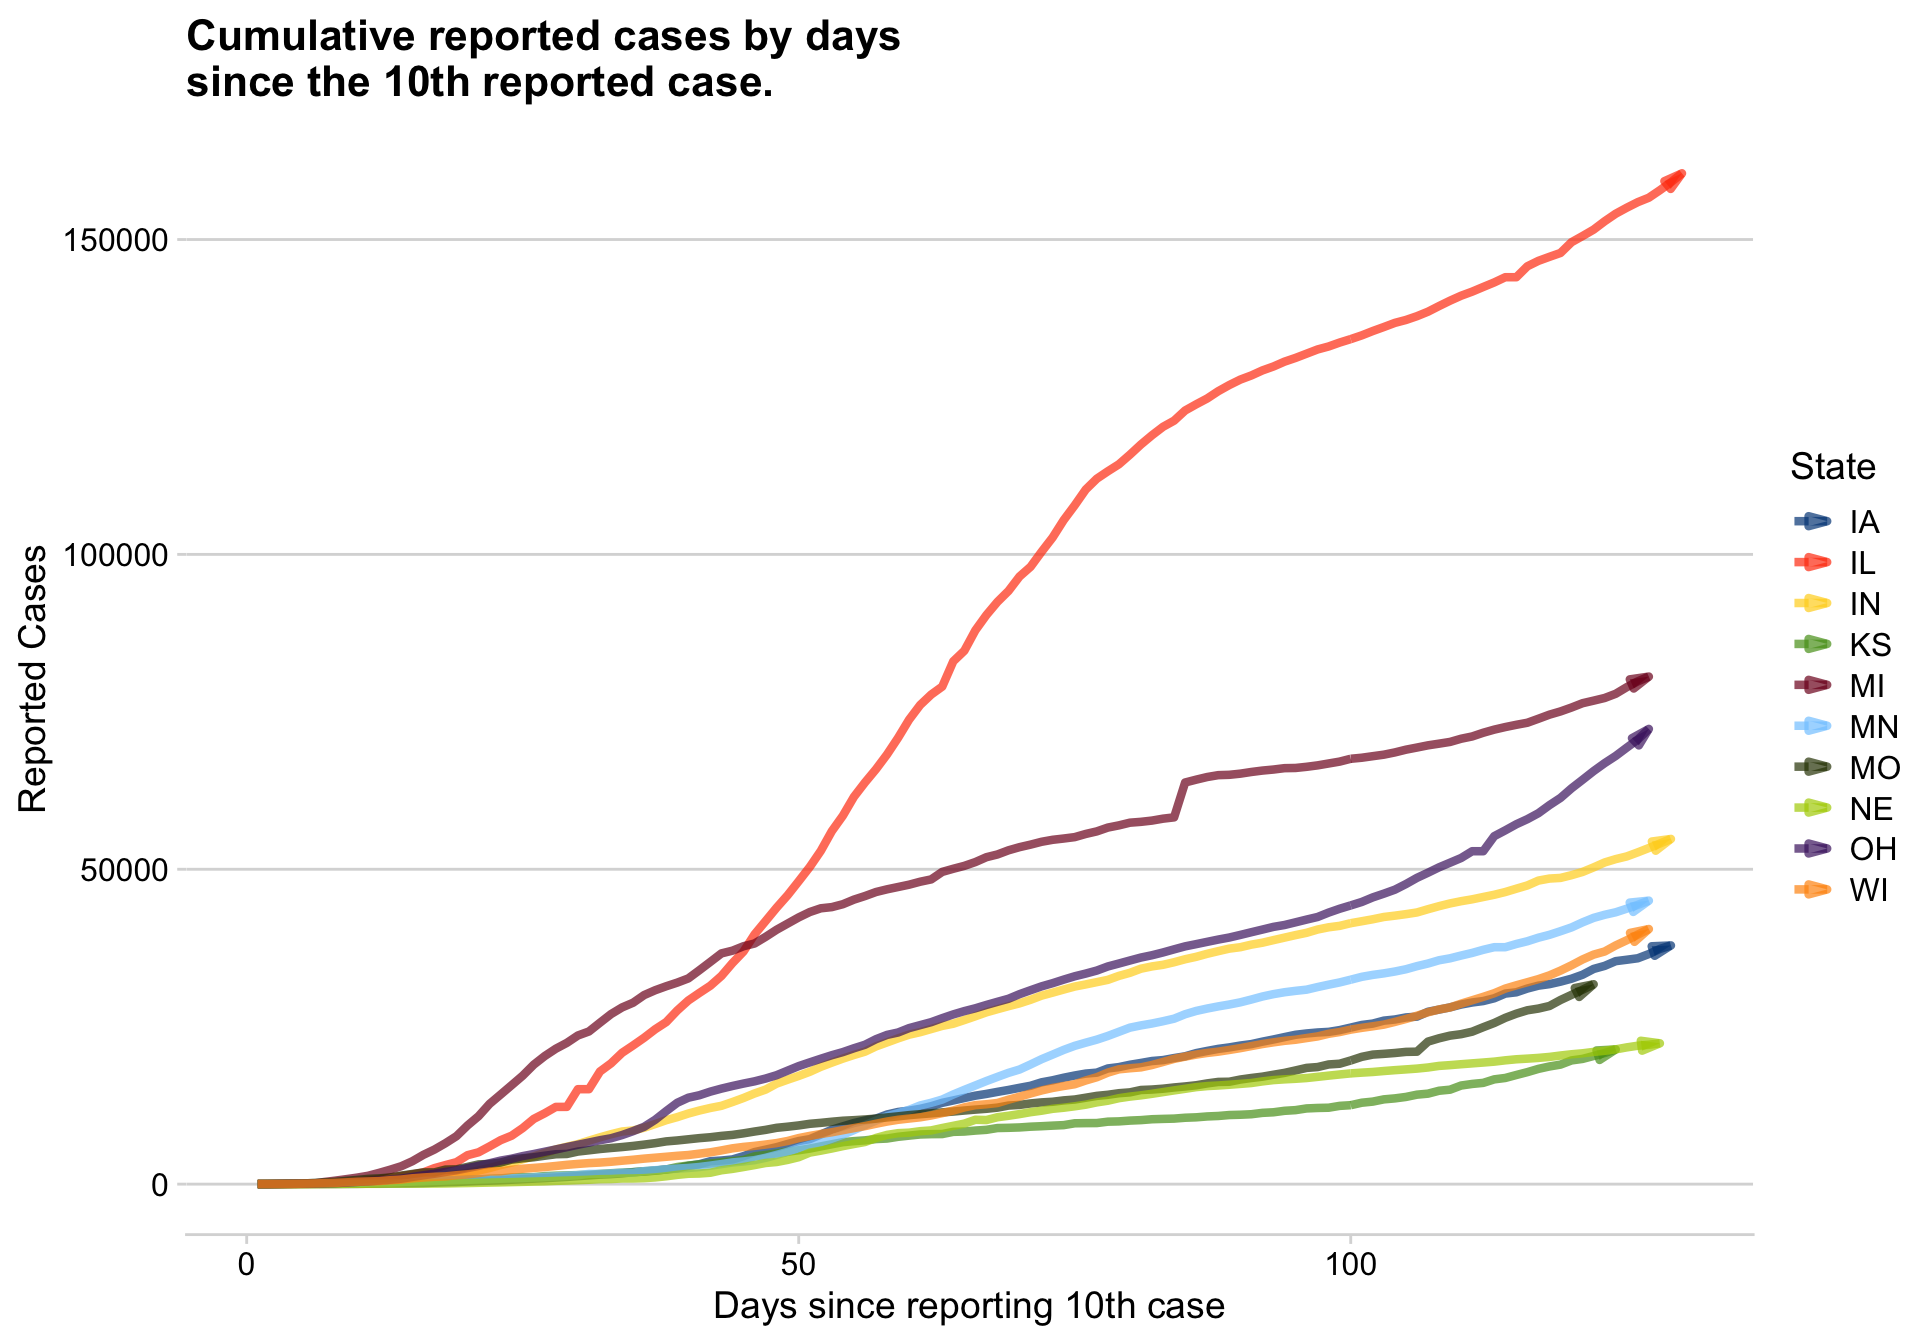 Cumulative reported cases by days
since the 10th reported case.
150000
100000
50000
0
Reported Cases
0
50
100
Days since reporting 10th case
State
IA
IL
IN
KS
MI
MN
MO
NE
OH
WI